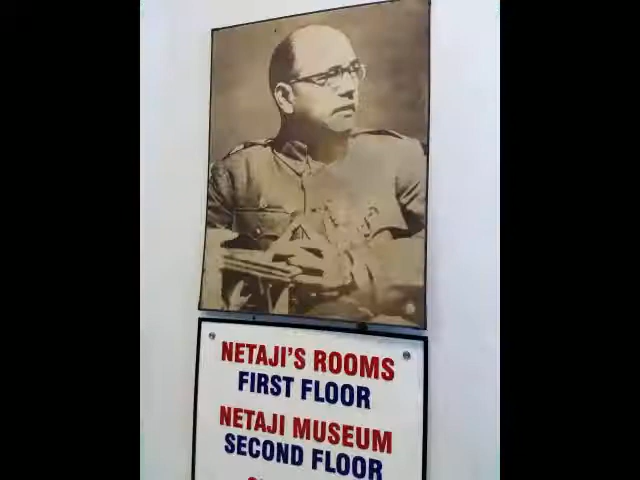 NETAJI'S ROOMS
FIRST FLOOR
NETAJI MUSEUM
SECOND FLOOR